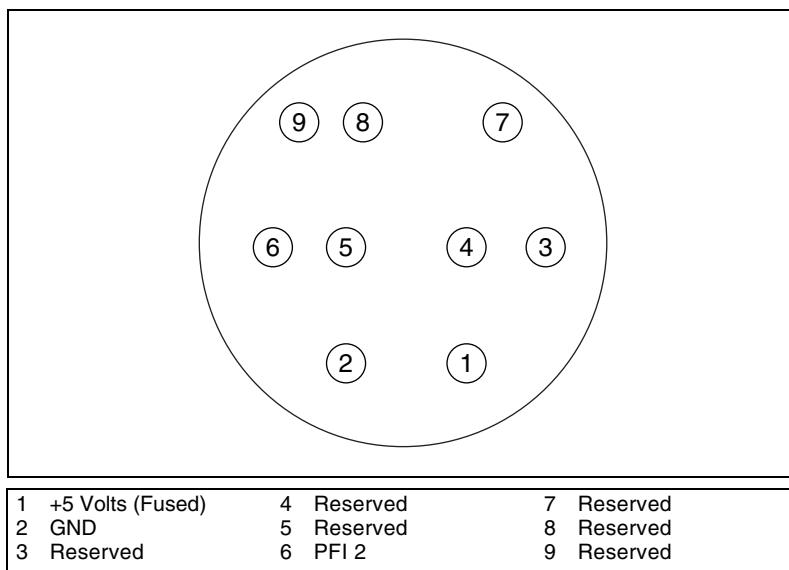 9 8 7
6 5 4 3
2 1
1 +5 Volts (Fused) 4 Reserved 7 Reserved
2 GND 5 Reserved 8 Reserved
3 Reserved 6 PFI 2 9 Reserved